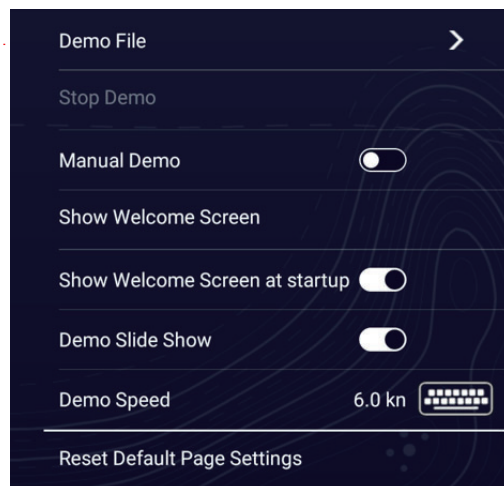 Demo File
Stop Demo
Manual Demo
Show Welcome Screen
Show Welcome Screen at startup
Demo Slide Show
Demo Speed 6.0 kn
Reset Default Page Settings